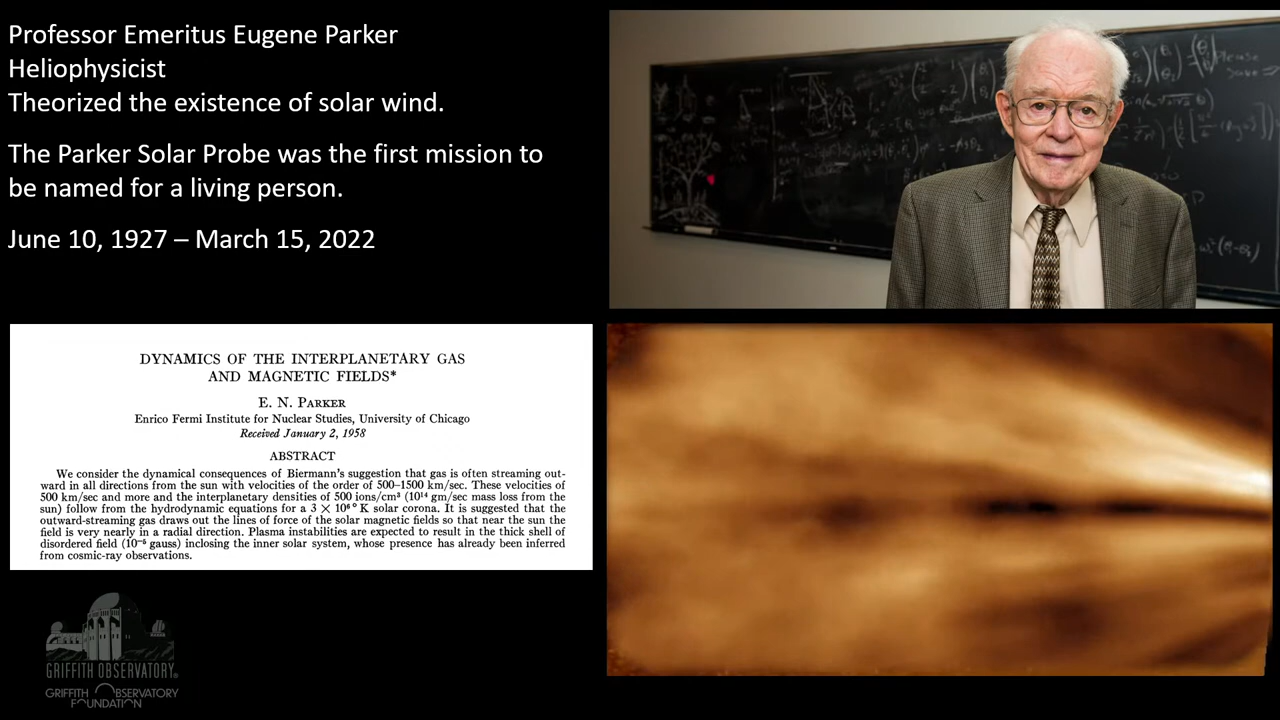 Professor Emeritus Eugene Parker
Heliophysicist
Theorized the existence of solar wind.
The Parker Solar Probe was the first mission to
be named for a living person.
June 10, 1927 – March 15, 2022
DYNAMICS OF THE INTERPLANETARY GAS
AND MAGNETIC FIELDS*
E. N. PARKER
Enrico Fermi Institute for Nuclear Studies, University of Chicago
Received January 2, 1958
ABSTRACT
We consider the dynamical consequences of Biermann's suggestion that gas is often streaming out-
ward in all directions from the sun with velocities of the order of 500–1500 km/sec. These velocities of
500 km/sec and more and the interplanetary densities of 500 ions/cm³ (10¹⁴ gm/sec mass loss from the
sun) follow from the hydrodynamic equations for a 3 × 10⁶ ° K solar corona. It is suggested that the
outward-streaming gas draws out the lines of force of the solar magnetic fields so that near the sun the
field is very nearly in a radial direction. Plasma instabilities are expected to result in the thick shell of
disordered field (10⁻⁵ gauss) inclosing the inner solar system, whose presence has already been inferred
from cosmic-ray observations.
Please
GRIFFITH OBSERVATORY
GRIFFITH OBSERVATORY
FOUNDATION